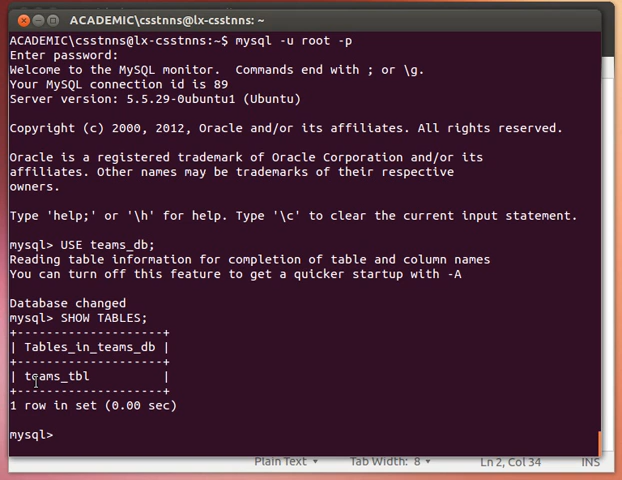 ACADEMIC\csstnns@lx-csstnns: ~
ACADEMIC\csstnns@lx-csstnns:~$ mysql -u root -p
Enter password:
Welcome to the MySQL monitor.  Commands end with ; or \g.
Your MySQL connection id is 89
Server version: 5.5.29-0ubuntu1 (Ubuntu)
Copyright (c) 2000, 2012, Oracle and/or its affiliates. All rights reserved.
Oracle is a registered trademark of Oracle Corporation and/or its
affiliates. Other names may be trademarks of their respective
owners.
Type 'help;' or '\h' for help. Type '\c' to clear the current input statement.
mysql> USE teams_db;
Reading table information for completion of table and column names
You can turn off this feature to get a quicker startup with -A
Database changed
mysql> SHOW TABLES;
+--------------------+
| Tables_in_teams_db |
+--------------------+
| teams_tbl          |
+--------------------+
1 row in set (0.00 sec)
mysql>
Plain Text Tab Width: 8 Ln 2, Col 34 INS